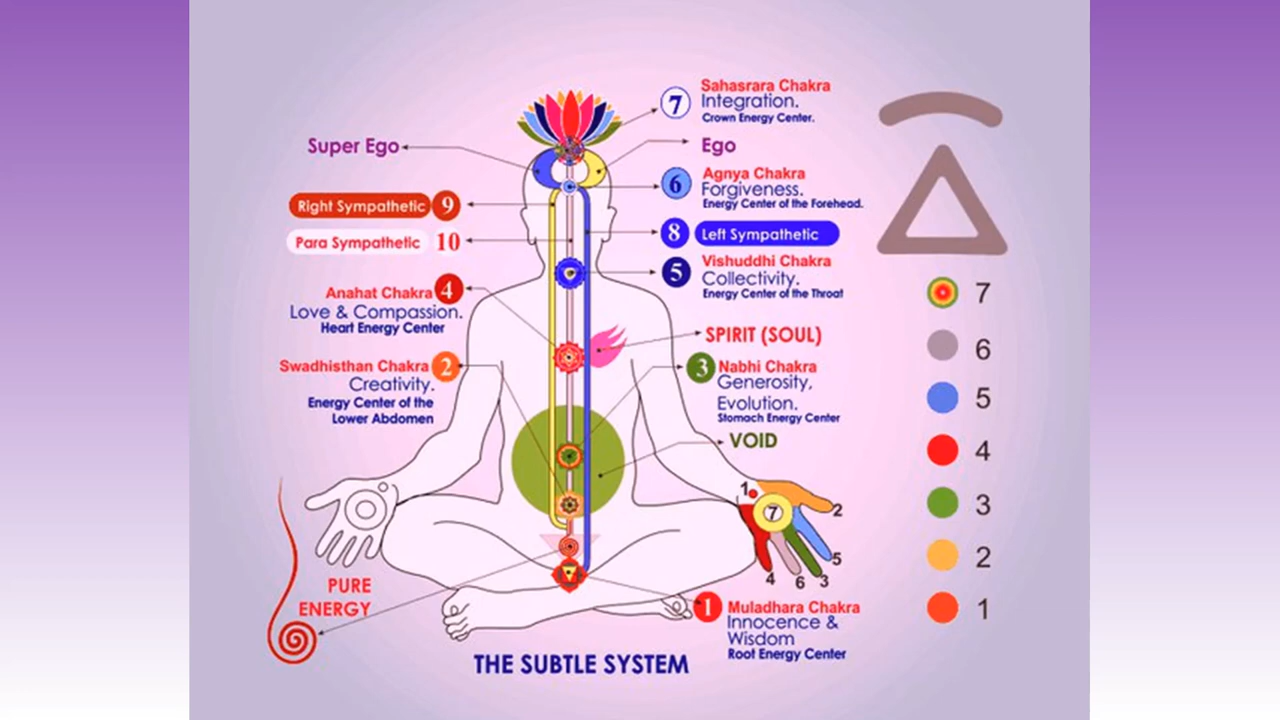 7
Sahasrara Chakra
Integration.
Crown Energy Center.
Super Ego
Ego
6
Agnya Chakra
Forgiveness.
Energy Center of the Forehead.
Right Sympathetic 9
8 Left Sympathetic
Para Sympathetic 10
5
Vishuddhi Chakra
Collectivity.
Energy Center of the Throat
Anahat Chakra 4
Love & Compassion.
Heart Energy Center
SPIRIT (SOUL)
Swadhisthan Chakra 2
Creativity.
Energy Center of the
Lower Abdomen
3 Nabhi Chakra
Generosity,
Evolution.
Stomach Energy Center
VOID
1
7
2
5
4 6 3
PURE
ENERGY
1 Muladhara Chakra
Innocence &
Wisdom
Root Energy Center
THE SUBTLE SYSTEM
7
6
5
4
3
2
1